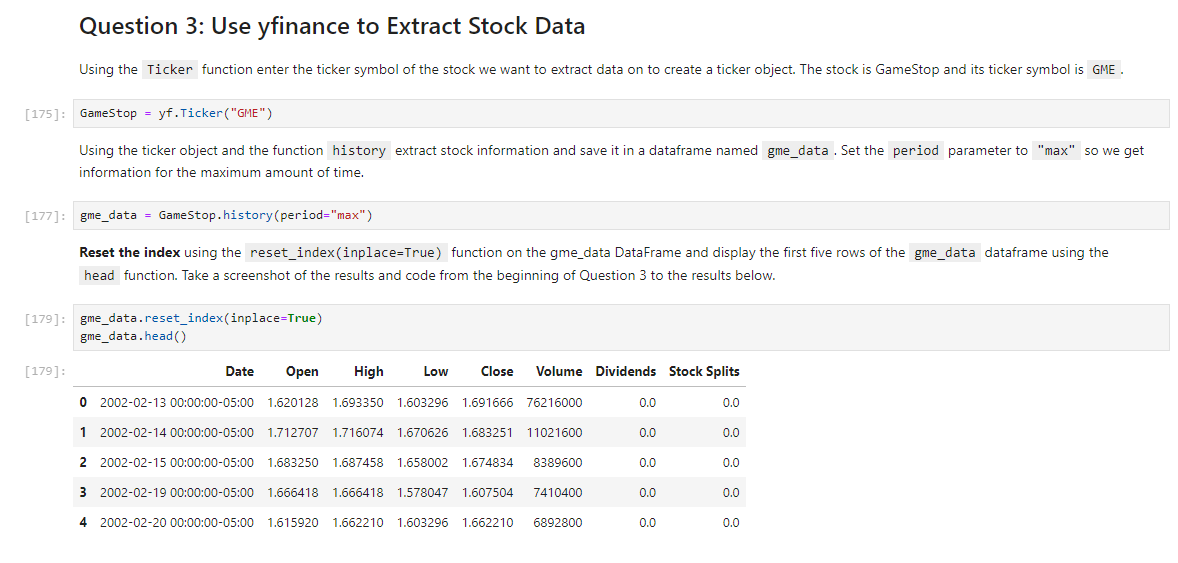 Question 3: Use yfinance to Extract Stock Data
Using the Ticker function enter the ticker symbol of the stock we want to extract data on to create a ticker object. The stock is GameStop and its ticker symbol is GME .
[175]: GameStop = yf.Ticker("GME")
Using the ticker object and the function history extract stock information and save it in a dataframe named gme_data . Set the period parameter to "max" so we get
information for the maximum amount of time.
[177]: gme_data = GameStop.history(period="max")
Reset the index using the reset_index(inplace=True) function on the gme_data DataFrame and display the first five rows of the gme_data dataframe using the
head function. Take a screenshot of the results and code from the beginning of Question 3 to the results below.
[179]: gme_data.reset_index(inplace=True)
gme_data.head()
[179]: Date Open High Low Close Volume Dividends Stock Splits
0 2002-02-13 00:00:00-05:00 1.620128 1.693350 1.603296 1.691666 76216000 0.0 0.0
1 2002-02-14 00:00:00-05:00 1.712707 1.716074 1.670626 1.683251 11021600 0.0 0.0
2 2002-02-15 00:00:00-05:00 1.683250 1.687458 1.658002 1.674834 8389600 0.0 0.0
3 2002-02-19 00:00:00-05:00 1.666418 1.666418 1.578047 1.607504 7410400 0.0 0.0
4 2002-02-20 00:00:00-05:00 1.615920 1.662210 1.603296 1.662210 6892800 0.0 0.0